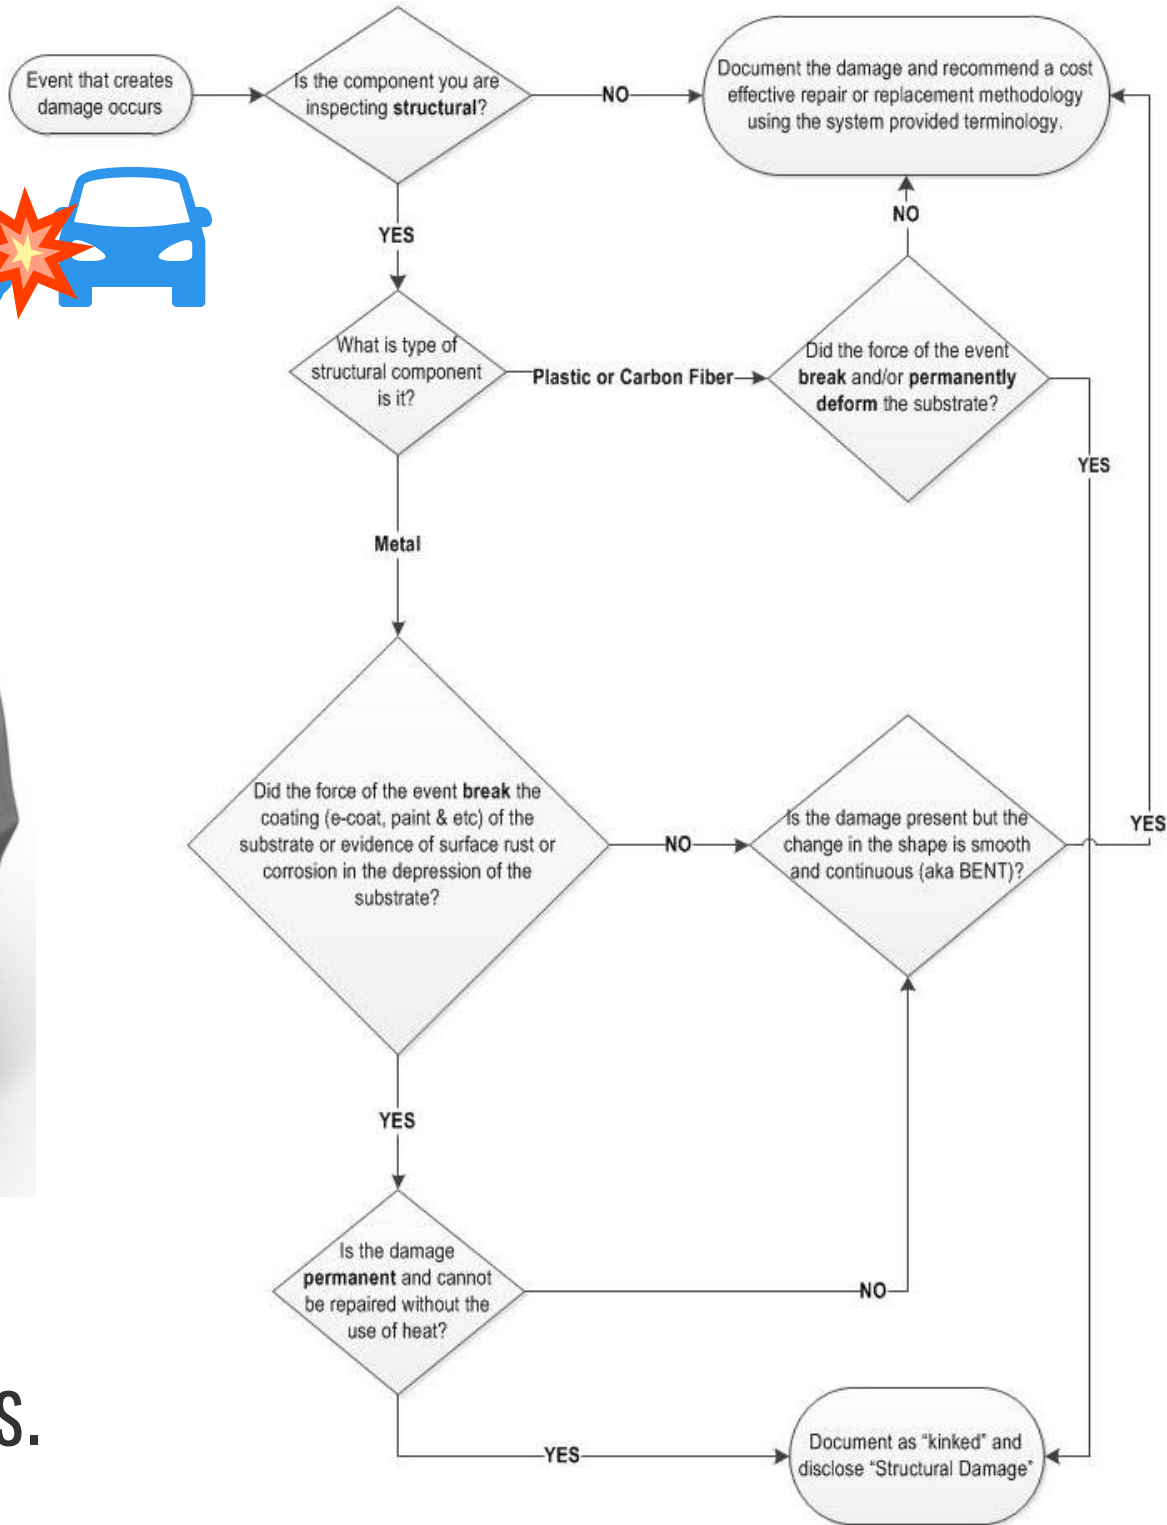 Event that creates
damage occurs
Is the component you are
inspecting structural?
NO
Document the damage and recommend a cost
effective repair or replacement methodology
using the system provided terminology.
YES
NO
What is type of
structural component
is it?
Plastic or Carbon Fiber
Did the force of the event
break and/or permanently
deform the substrate?
YES
Metal
Did the force of the event break the
coating (e-coat, paint & etc) of the
substrate or evidence of surface rust or
corrosion in the depression of the
substrate?
NO
Is the damage present but the
change in the shape is smooth
and continuous (aka BENT)?
YES
YES
Is the damage
permanent and cannot
be repaired without the
use of heat?
NO
YES
Document as “kinked” and
disclose “Structural Damage”
S.